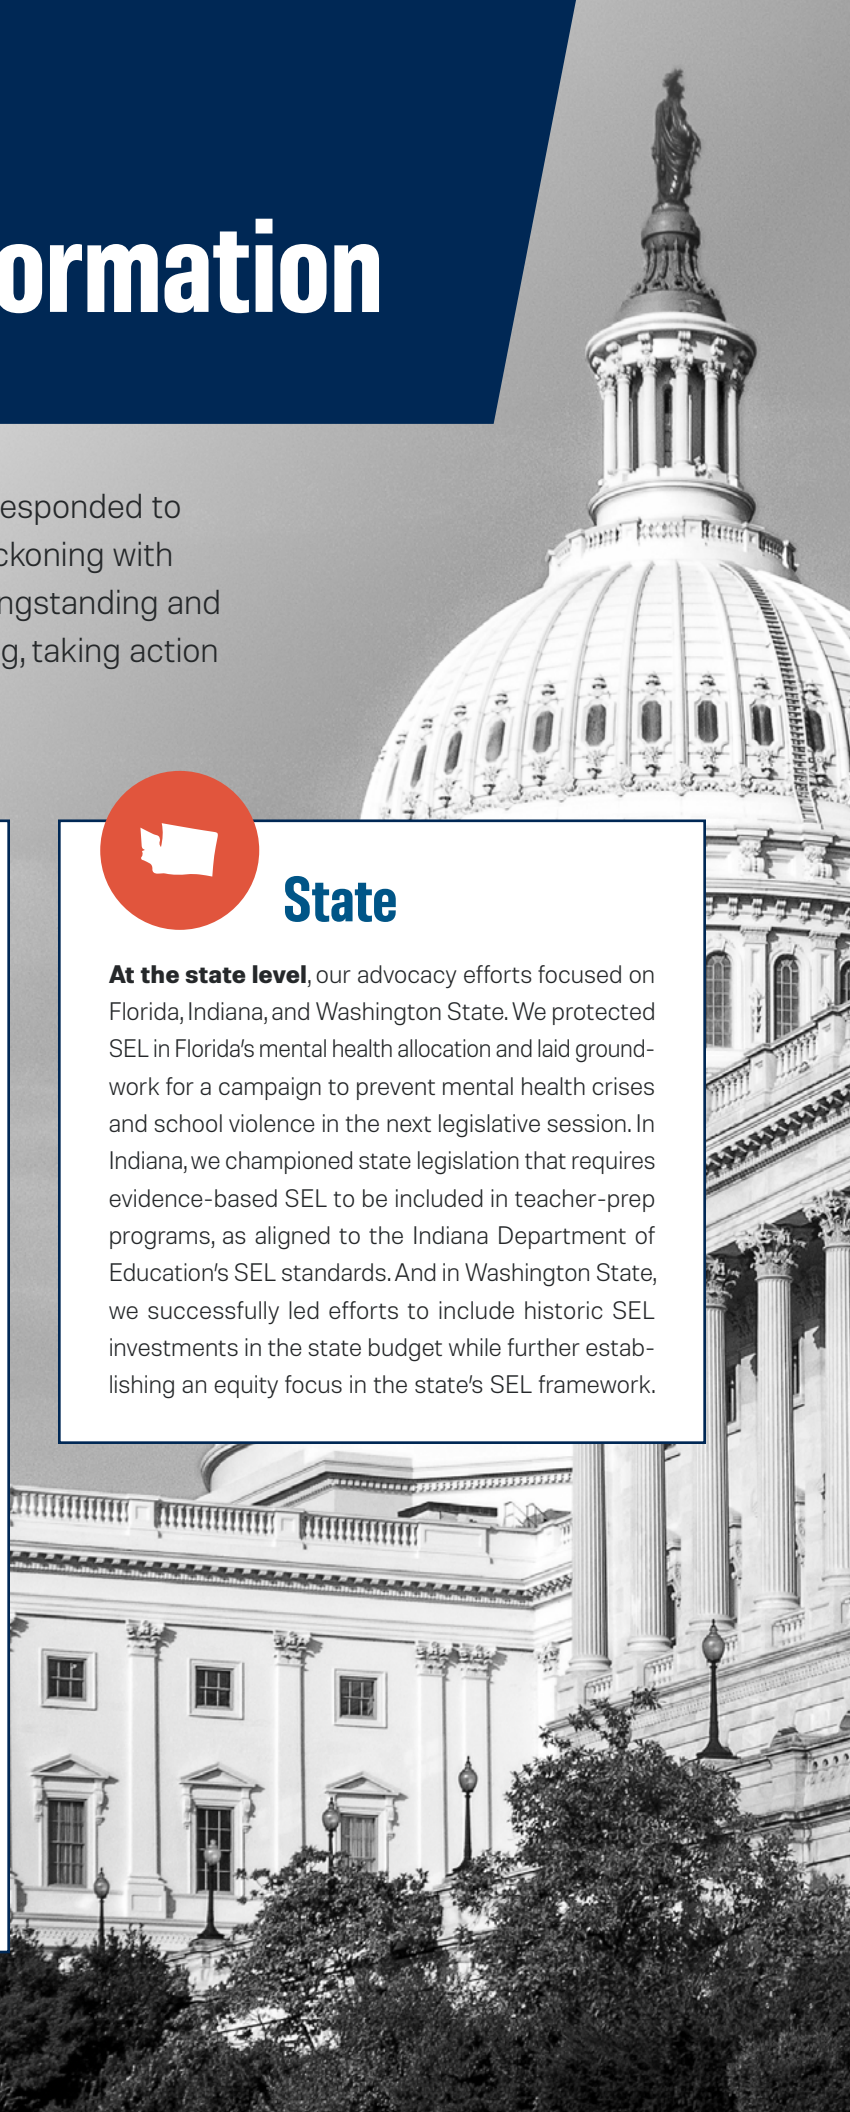 ormation
esponded to
ckoning with
ngstanding and
g, taking action
State
At the state level, our advocacy efforts focused on
Florida, Indiana, and Washington State. We protected
SEL in Florida's mental health allocation and laid ground-
work for a campaign to prevent mental health crises
and school violence in the next legislative session. In
Indiana, we championed state legislation that requires
evidence-based SEL to be included in teacher-prep
programs, as aligned to the Indiana Department of
Education's SEL standards. And in Washington State,
we successfully led efforts to include historic SEL
investments in the state budget while further estab-
lishing an equity focus in the state's SEL framework.